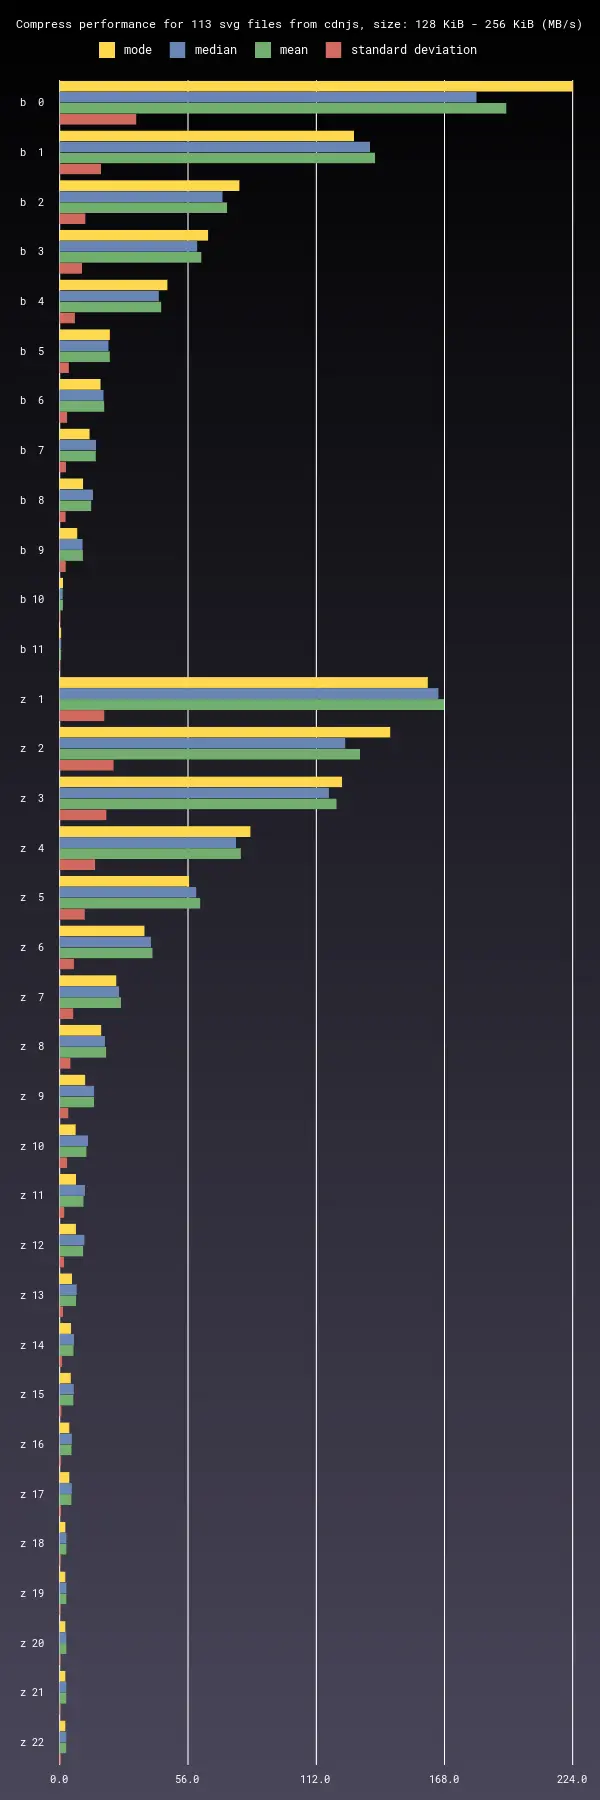 Compress performance for 113 svg files from cdnjs, size: 128 KiB - 256 KiB (MB/s)
mode median mean standard deviation
b 0
b 1
b 2
b 3
b 4
b 5
b 6
b 7
b 8
b 9
b 10
b 11
z 1
z 2
z 3
z 4
z 5
z 6
z 7
z 8
z 9
z 10
z 11
z 12
z 13
z 14
z 15
z 16
z 17
z 18
z 19
z 20
z 21
z 22
0.0 56.0 112.0 168.0 224.0